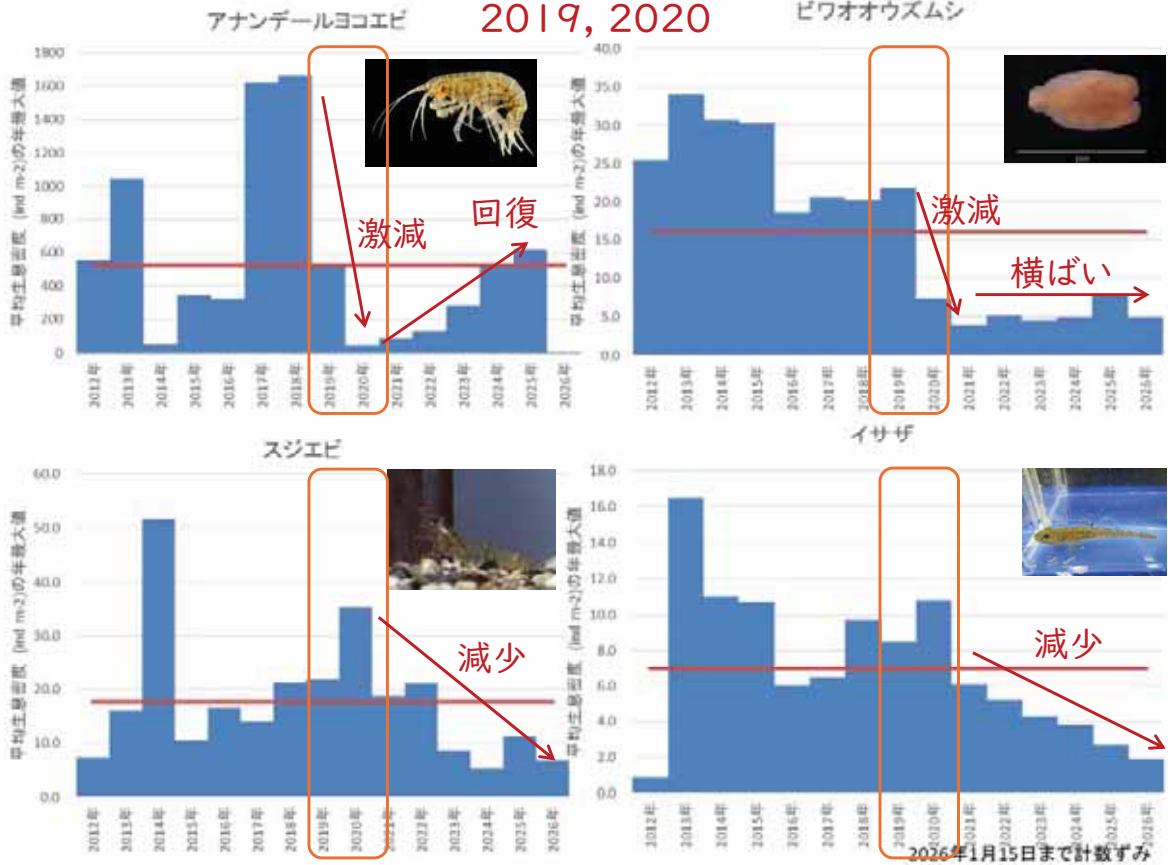 2019, 2020
アナンデールヨコエビ
平均生息密度 (ind m-2)の年最大値
1800
1600
1400
1200
1000
800
600
400
200
0
激減
回復
2012年
2013年
2014年
2015年
2016年
2017年
2018年
2019年
2020年
2021年
2022年
2023年
2024年
2025年
2026年
ビワオオウズムシ
平均生息密度 (ind m-2)の年最大値
40.0
35.0
30.0
25.0
20.0
15.0
10.0
5.0
0.0
激減
横ばい
2012年
2013年
2014年
2015年
2016年
2017年
2018年
2019年
2020年
2021年
2022年
2023年
2024年
2025年
2026年
スジエビ
平均生息密度 (ind m-2)の年最大値
60.0
50.0
40.0
30.0
20.0
10.0
0.0
減少
2012年
2013年
2014年
2015年
2016年
2017年
2018年
2019年
2020年
2021年
2022年
2023年
2024年
2025年
2026年
イサザ
平均生息密度 (ind m-2)の年最大値
18.0
16.0
14.0
12.0
10.0
8.0
6.0
4.0
2.0
0.0
減少
2012年
2013年
2014年
2015年
2016年
2017年
2018年
2019年
2020年
2021年
2022年
2023年
2024年
2025年
2026年
2026年1月15日まで計数ずみ